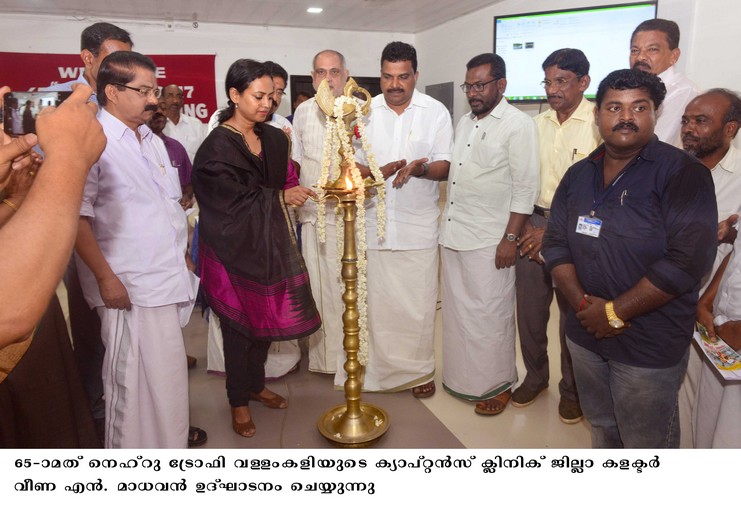 65-ാമത് നെഹ്റു ട്രോഫി വള്ളംകളിയുടെ ക്യാപ്റ്റൻസ് ക്ലിനിക് ജില്ലാ കളക്ടർ
വീണ എൻ. മാധവൻ ഉദ്ഘാടനം ചെയ്യുന്നു